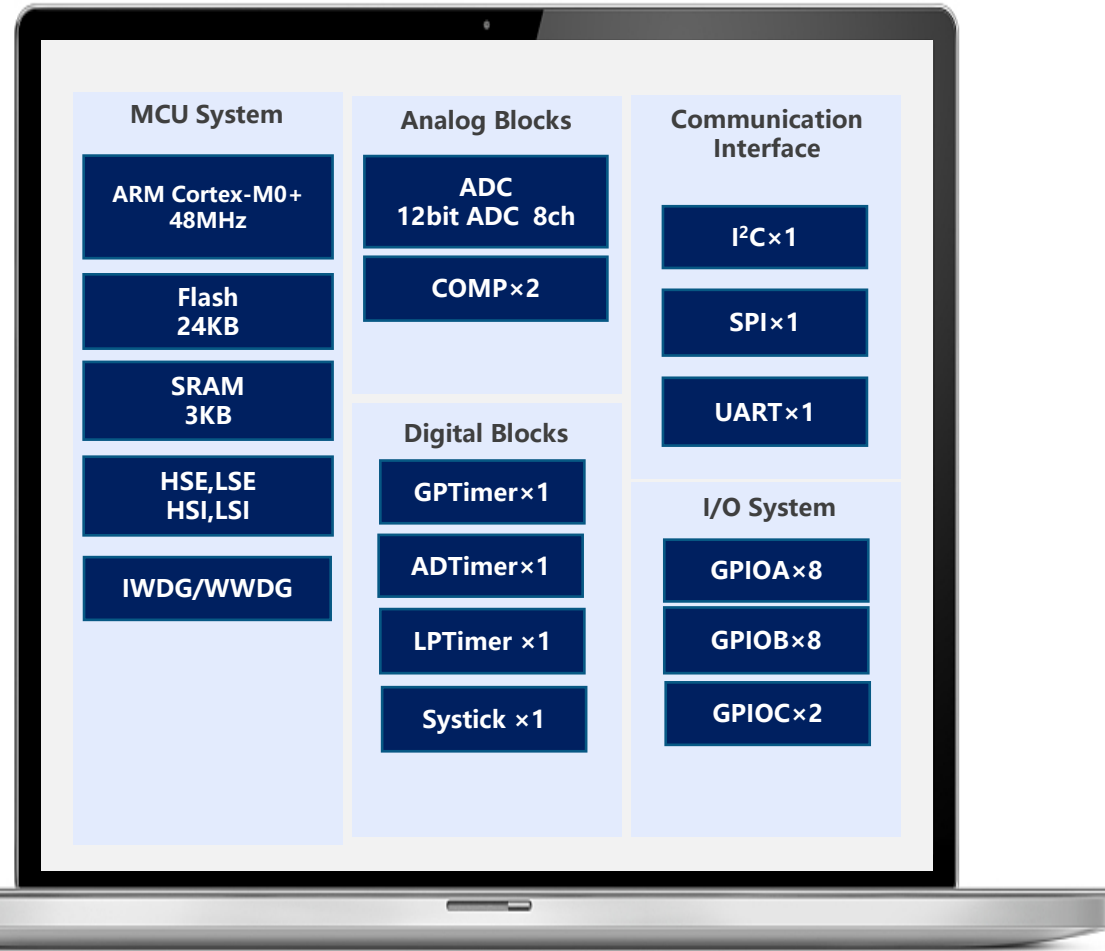 MCU System
ARM Cortex-M0+
48MHz
Flash
24KB
SRAM
3KB
HSE,LSE
HSI,LSI
IWDG/WWDG
Analog Blocks
ADC
12bit ADC  8ch
COMP×2
Digital Blocks
GPTimer×1
ADTimer×1
LPTimer ×1
Systick ×1
Communication
Interface
I²C×1
SPI×1
UART×1
I/O System
GPIOA×8
GPIOB×8
GPIOC×2